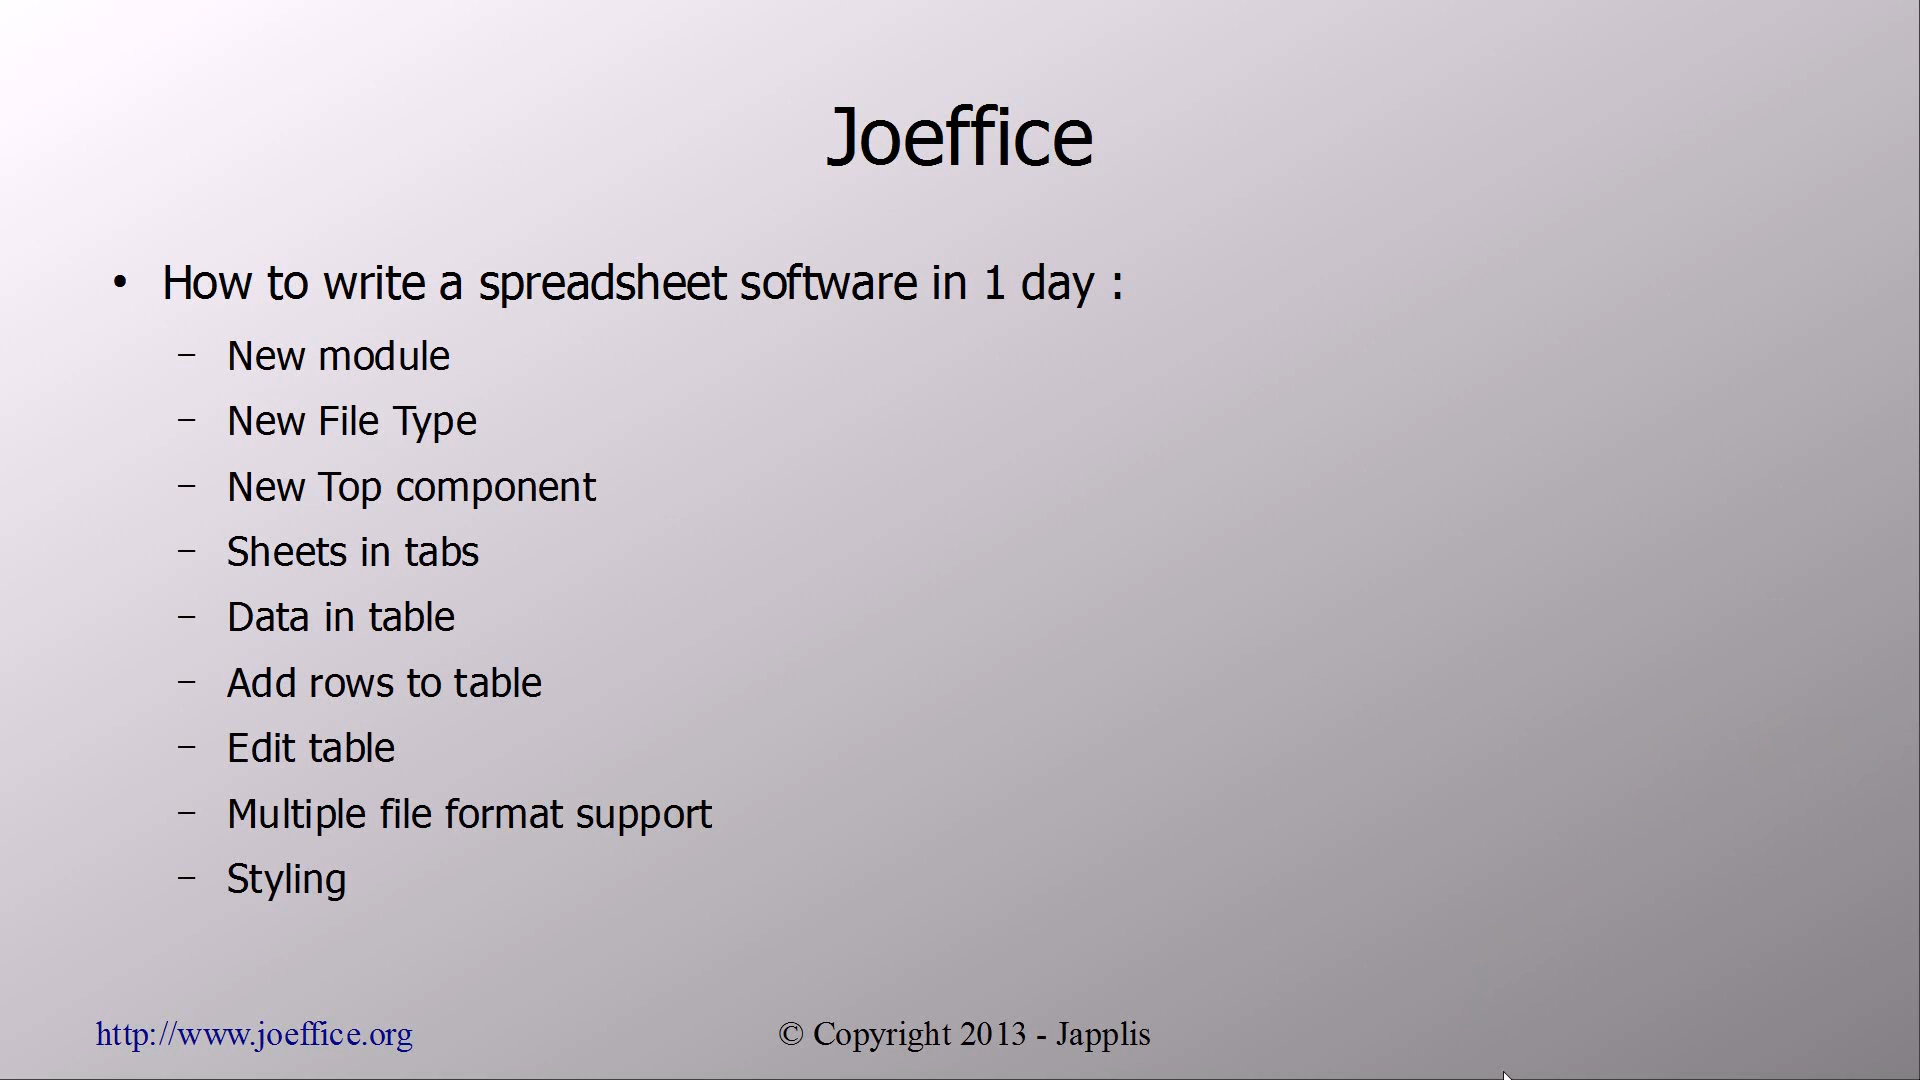 Joeffice
• How to write a spreadsheet software in 1 day :
– New module
– New File Type
– New Top component
– Sheets in tabs
– Data in table
– Add rows to table
– Edit table
– Multiple file format support
– Styling
http://www.joeffice.org
© Copyright 2013 - Japplis